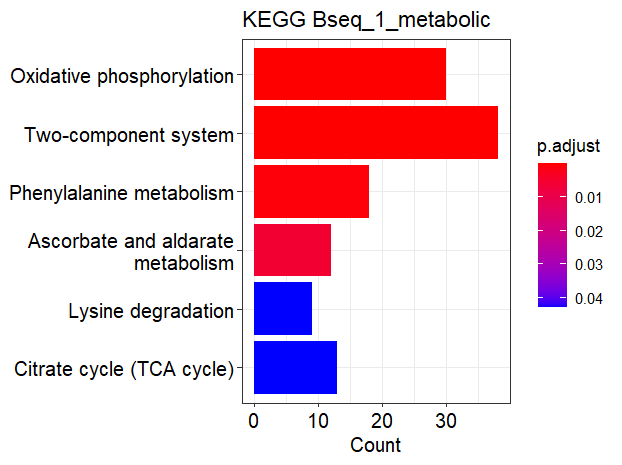 KEGG Bseq_1_metabolic
Oxidative phosphorylation
Two-component system
Phenylalanine metabolism
Ascorbate and aldarate
metabolism
Lysine degradation
Citrate cycle (TCA cycle)
0 10 20 30
Count
p.adjust
0.01
0.02
0.03
0.04